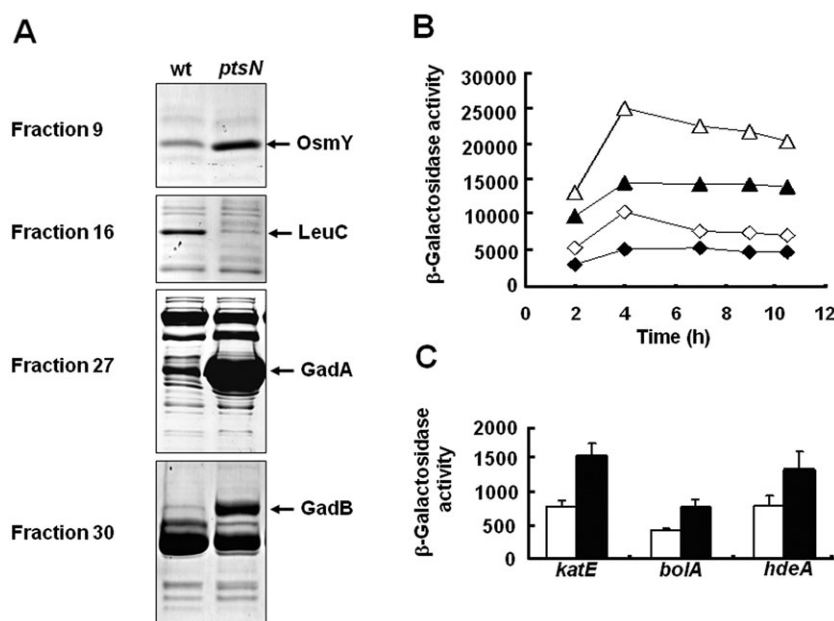 A
wt ptsN
Fraction 9
OsmY
Fraction 16
LeuC
Fraction 27
GadA
Fraction 30
GadB
B
β-Galactosidase activity
30000
25000
20000
15000
10000
5000
0
0 2 4 6 8 10 12
Time (h)
C
β-Galactosidase
activity
2000
1500
1000
500
0
katE bolA hdeA